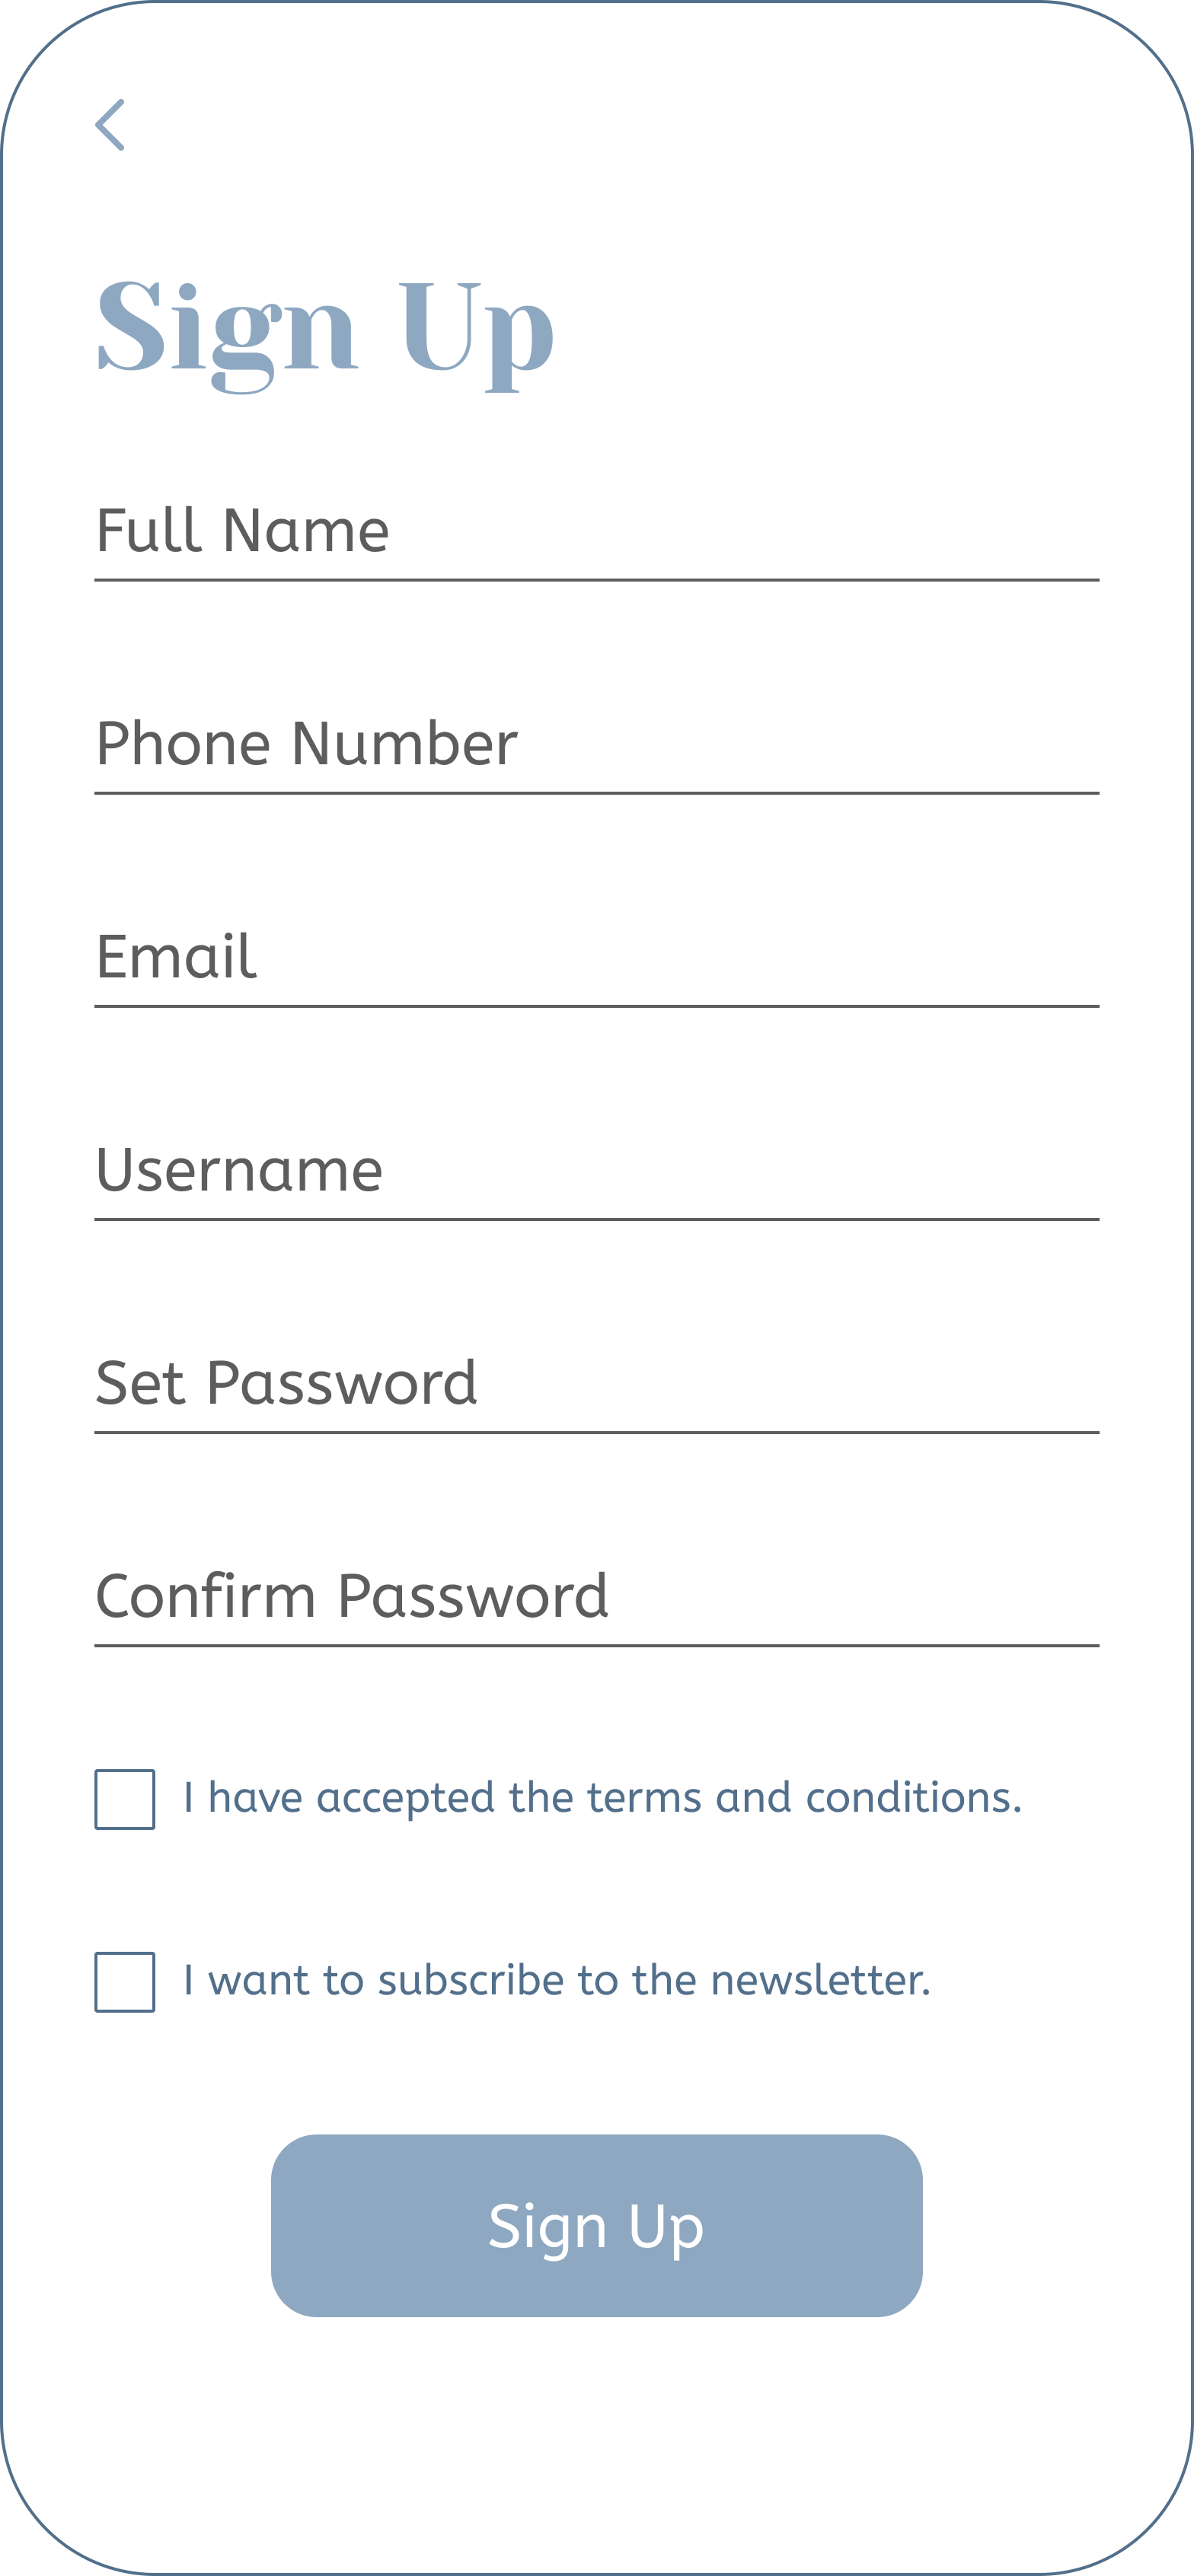 Sign Up
Full Name
Phone Number
Email
Username
Set Password
Confirm Password
I have accepted the terms and conditions.
I want to subscribe to the newsletter.
Sign Up